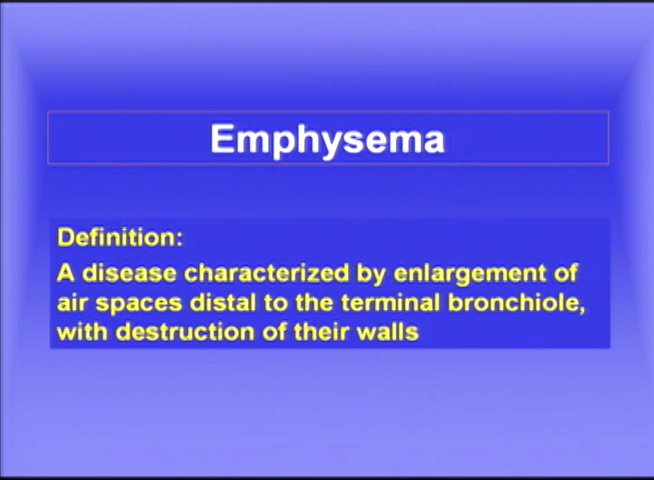 Emphysema
Definition:
A disease characterized by enlargement of
air spaces distal to the terminal bronchiole,
with destruction of their walls